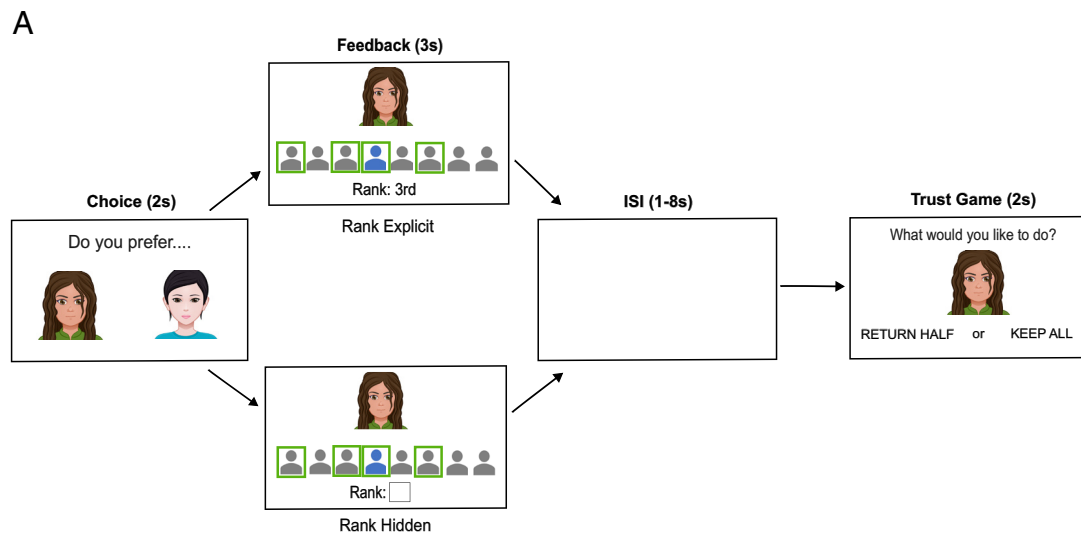 A
Feedback (3s)
Rank: 3rd
Rank Explicit
Choice (2s)
Do you prefer....
ISI (1-8s)
Trust Game (2s)
What would you like to do?
RETURN HALF or KEEP ALL
Rank:
Rank Hidden